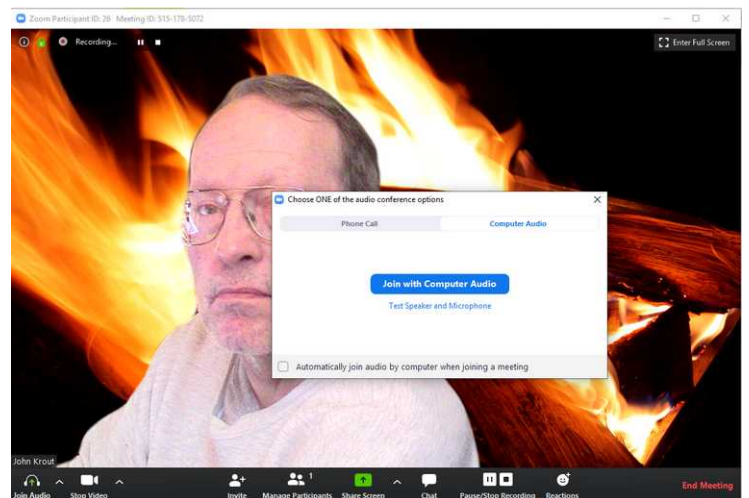 Zoom Participant ID: 26 Meeting ID: 515-178-5072
Recording...
Enter Full Screen
Choose ONE of the audio conference options
Phone Call
Computer Audio
Join with Computer Audio
Test Speaker and Microphone
Automatically join audio by computer when joining a meeting
John Krout
1
Join Audio Stop Video Invite Manage Participants Share Screen Chat Pause/Stop Recording Reactions End Meeting